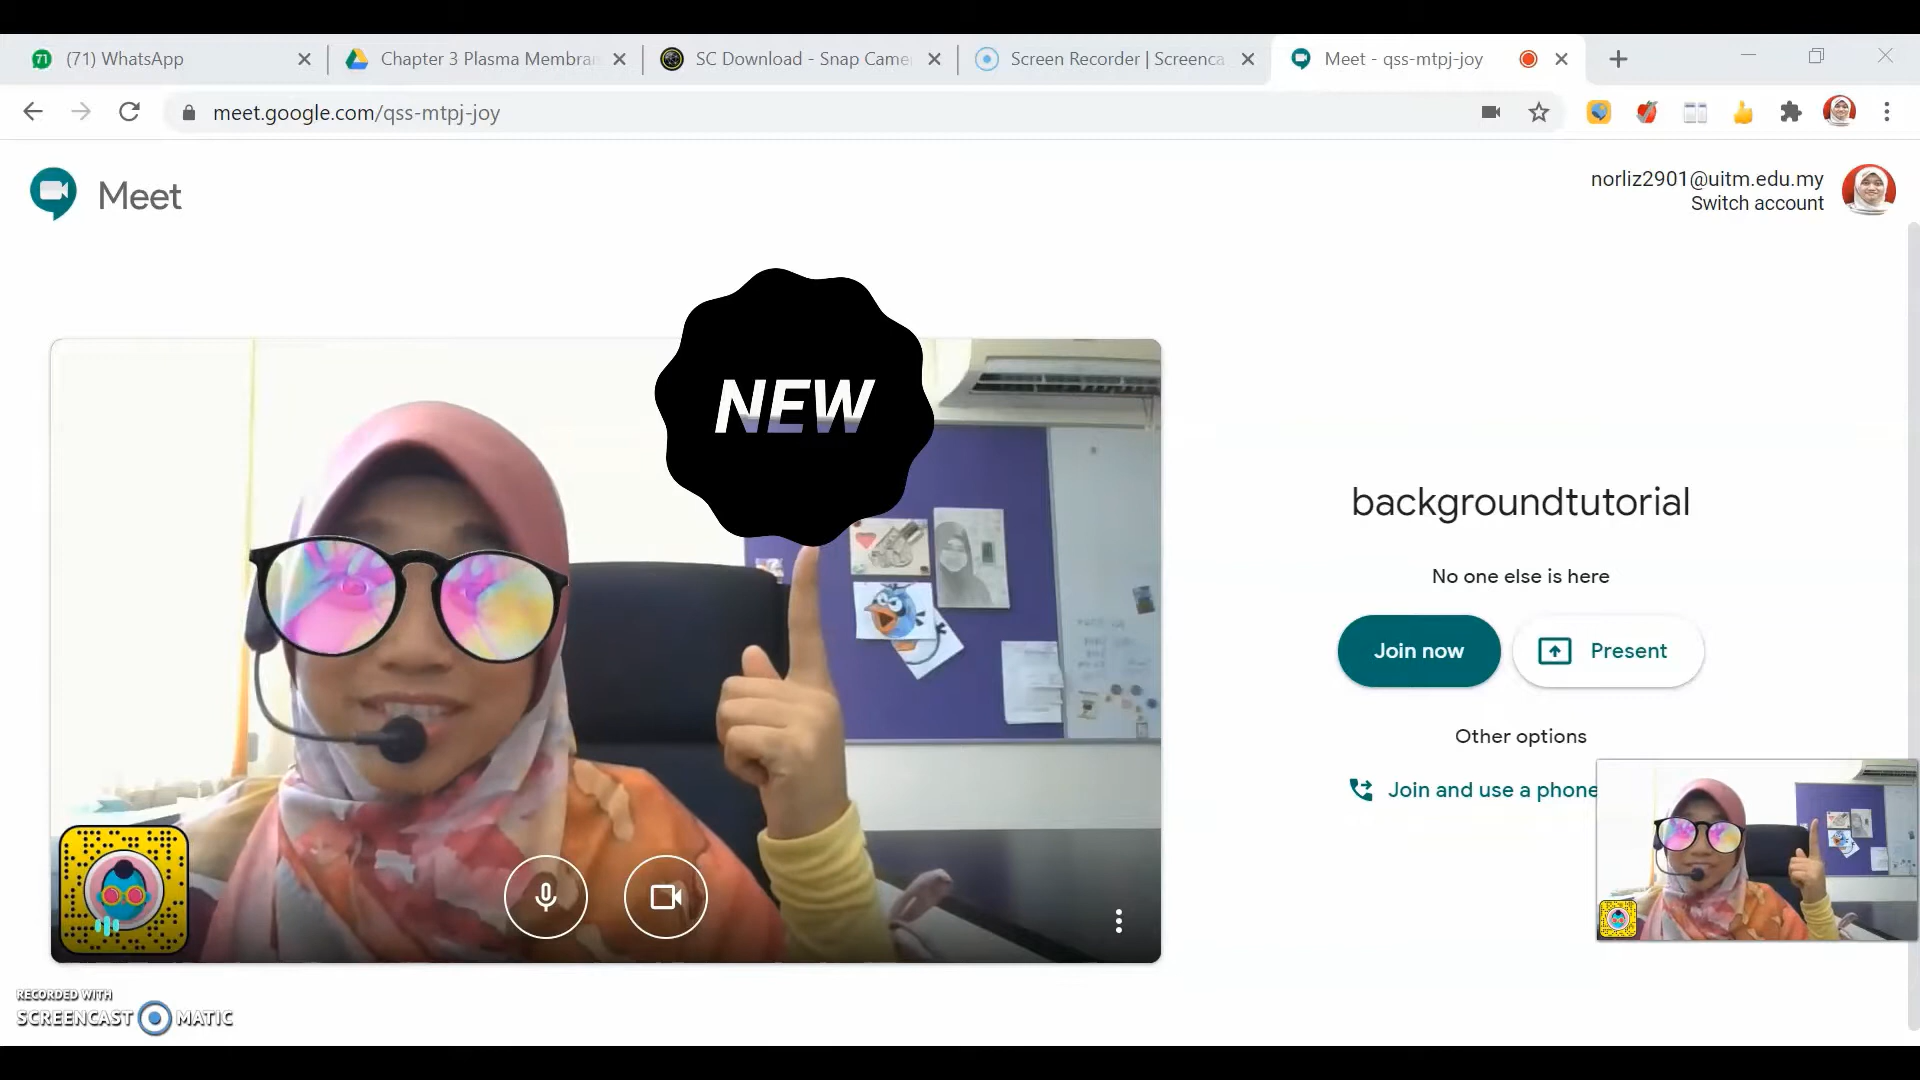 (71) WhatsApp
Chapter 3 Plasma Membra
SC Download - Snap Came
Screen Recorder | Screenca
Meet - qss-mtpj-joy
meet.google.com/qss-mtpj-joy
Meet
norliz2901@uitm.edu.my
Switch account
NEW
backgroundtutorial
No one else is here
Join now
Present
Other options
Join and use a phone
RECORDED WITH
SCREENCAST MATIC